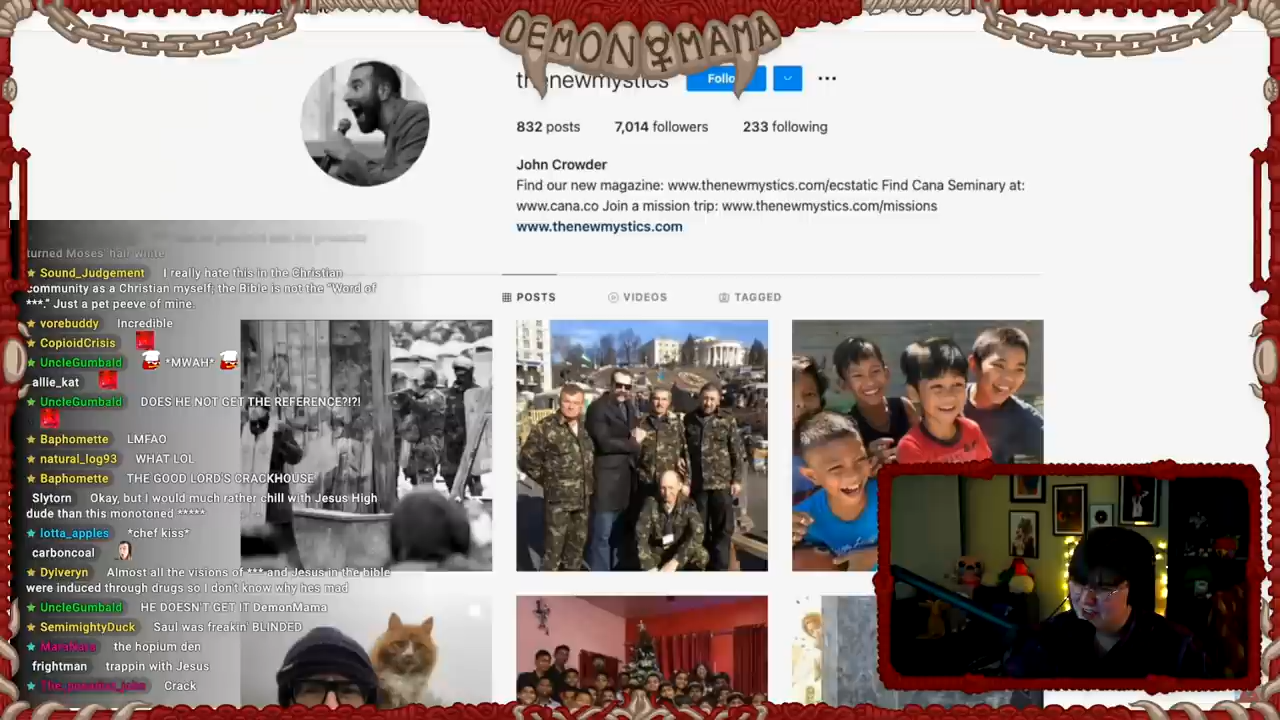 DEMON MAMA
thenewmystics
Follo
832 posts 7,014 followers 233 following
John Crowder
Find our new magazine: www.thenewmystics.com/ecstatic Find Cana Seminary at:
www.cana.co Join a mission trip: www.thenewmystics.com/missions
www.thenewmystics.com
POSTS VIDEOS TAGGED
turned Moses' hair white
Sound_Judgement I really hate this in the Christian
community as a Christian myself; the Bible is not the "Word of
***." Just a pet peeve of mine.
vorebuddy Incredible
CopioidCrisis
UncleGumbald *MWAH*
allie_kat
UncleGumbald DOES HE NOT GET THE REFERENCE?!?!
Baphomette LMFAO
natural_log93 WHAT LOL
Baphomette THE GOOD LORD'S CRACKHOUSE
Slytorn Okay, but I would much rather chill with Jesus High
dude than this monotoned *****
lotta_apples *chef kiss*
carboncoal
Dylveryn Almost all the visions of *** and Jesus in the bible
were induced through drugs so I don't know why hes mad
UncleGumbald HE DOESN'T GET IT DemonMama
SemimightyDuck Saul was freakin' BLINDED
the hopium den
frightman trappin with Jesus
Crack